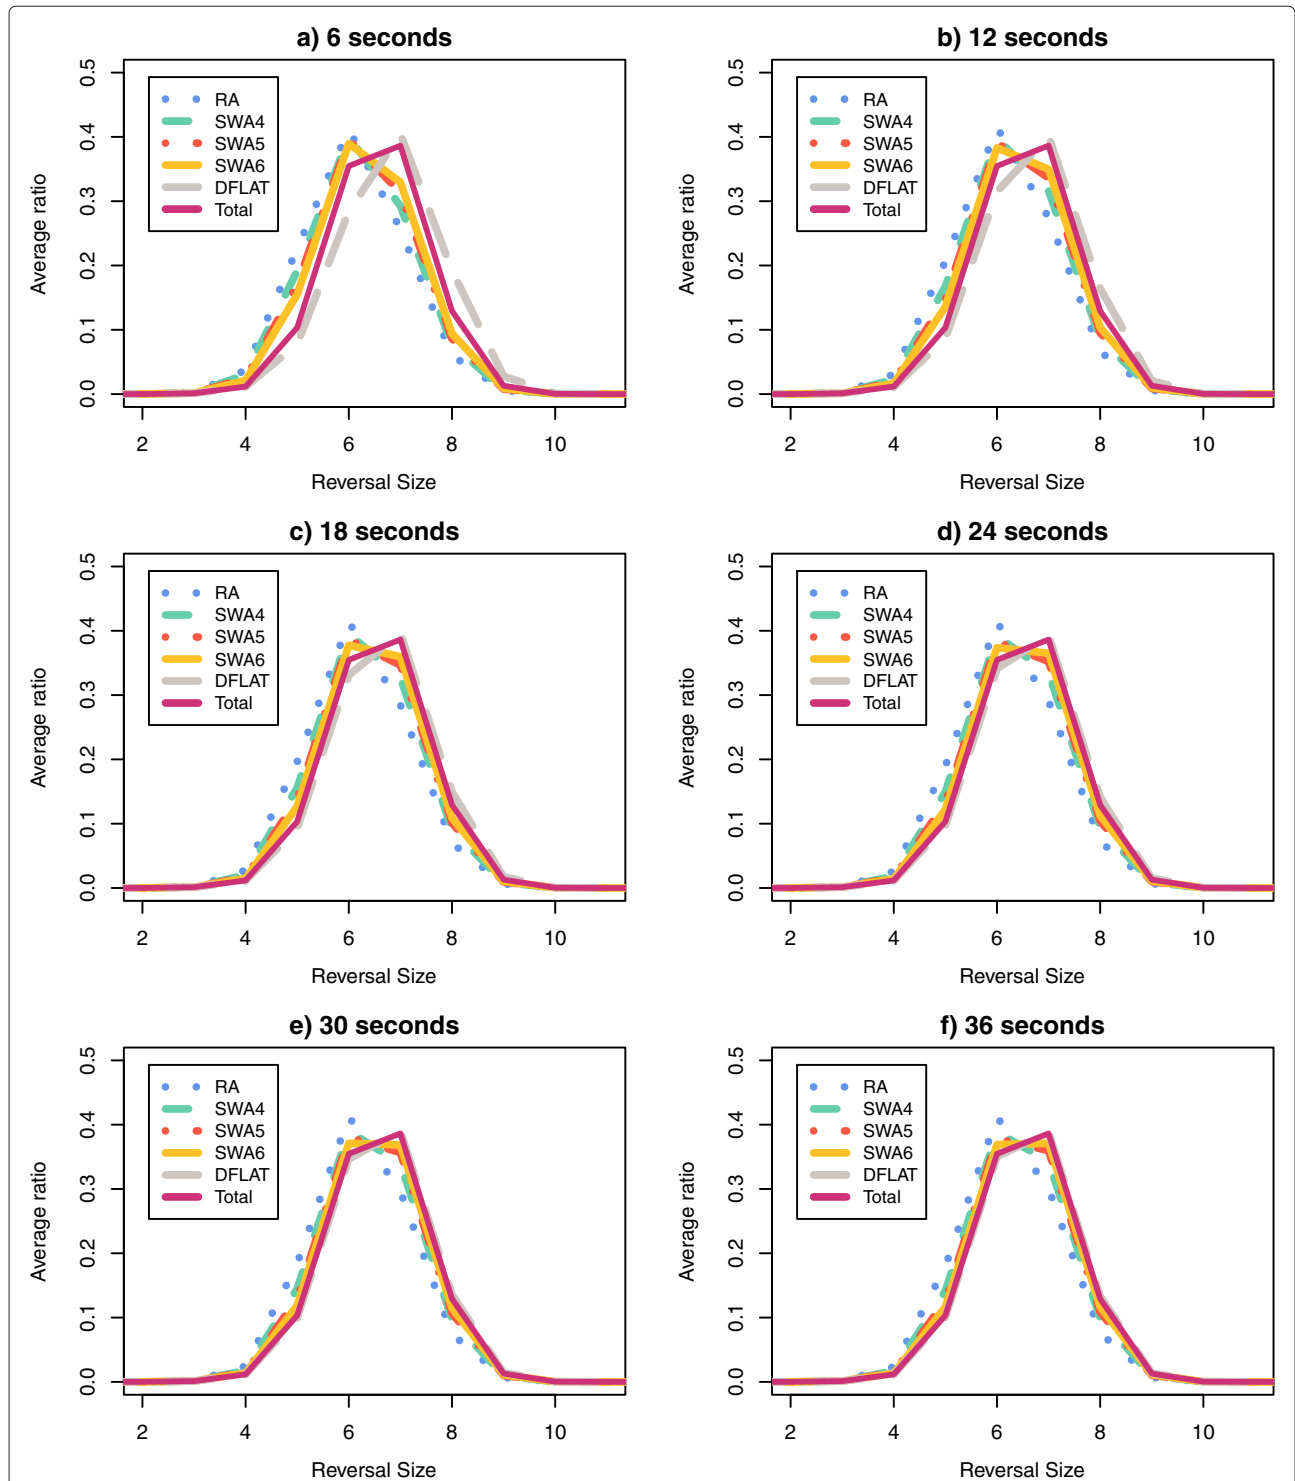 a) 6 seconds
0.5
0.4
0.3
0.2
0.1
0.0
Average ratio
RA
SWA4
SWA5
SWA6
DFLAT
Total
2 4 6 8 10
Reversal Size
b) 12 seconds
0.5
0.4
0.3
0.2
0.1
0.0
Average ratio
RA
SWA4
SWA5
SWA6
DFLAT
Total
2 4 6 8 10
Reversal Size
c) 18 seconds
0.5
0.4
0.3
0.2
0.1
0.0
Average ratio
RA
SWA4
SWA5
SWA6
DFLAT
Total
2 4 6 8 10
Reversal Size
d) 24 seconds
0.5
0.4
0.3
0.2
0.1
0.0
Average ratio
RA
SWA4
SWA5
SWA6
DFLAT
Total
2 4 6 8 10
Reversal Size
e) 30 seconds
0.5
0.4
0.3
0.2
0.1
0.0
Average ratio
RA
SWA4
SWA5
SWA6
DFLAT
Total
2 4 6 8 10
Reversal Size
f) 36 seconds
0.5
0.4
0.3
0.2
0.1
0.0
Average ratio
RA
SWA4
SWA5
SWA6
DFLAT
Total
2 4 6 8 10
Reversal Size